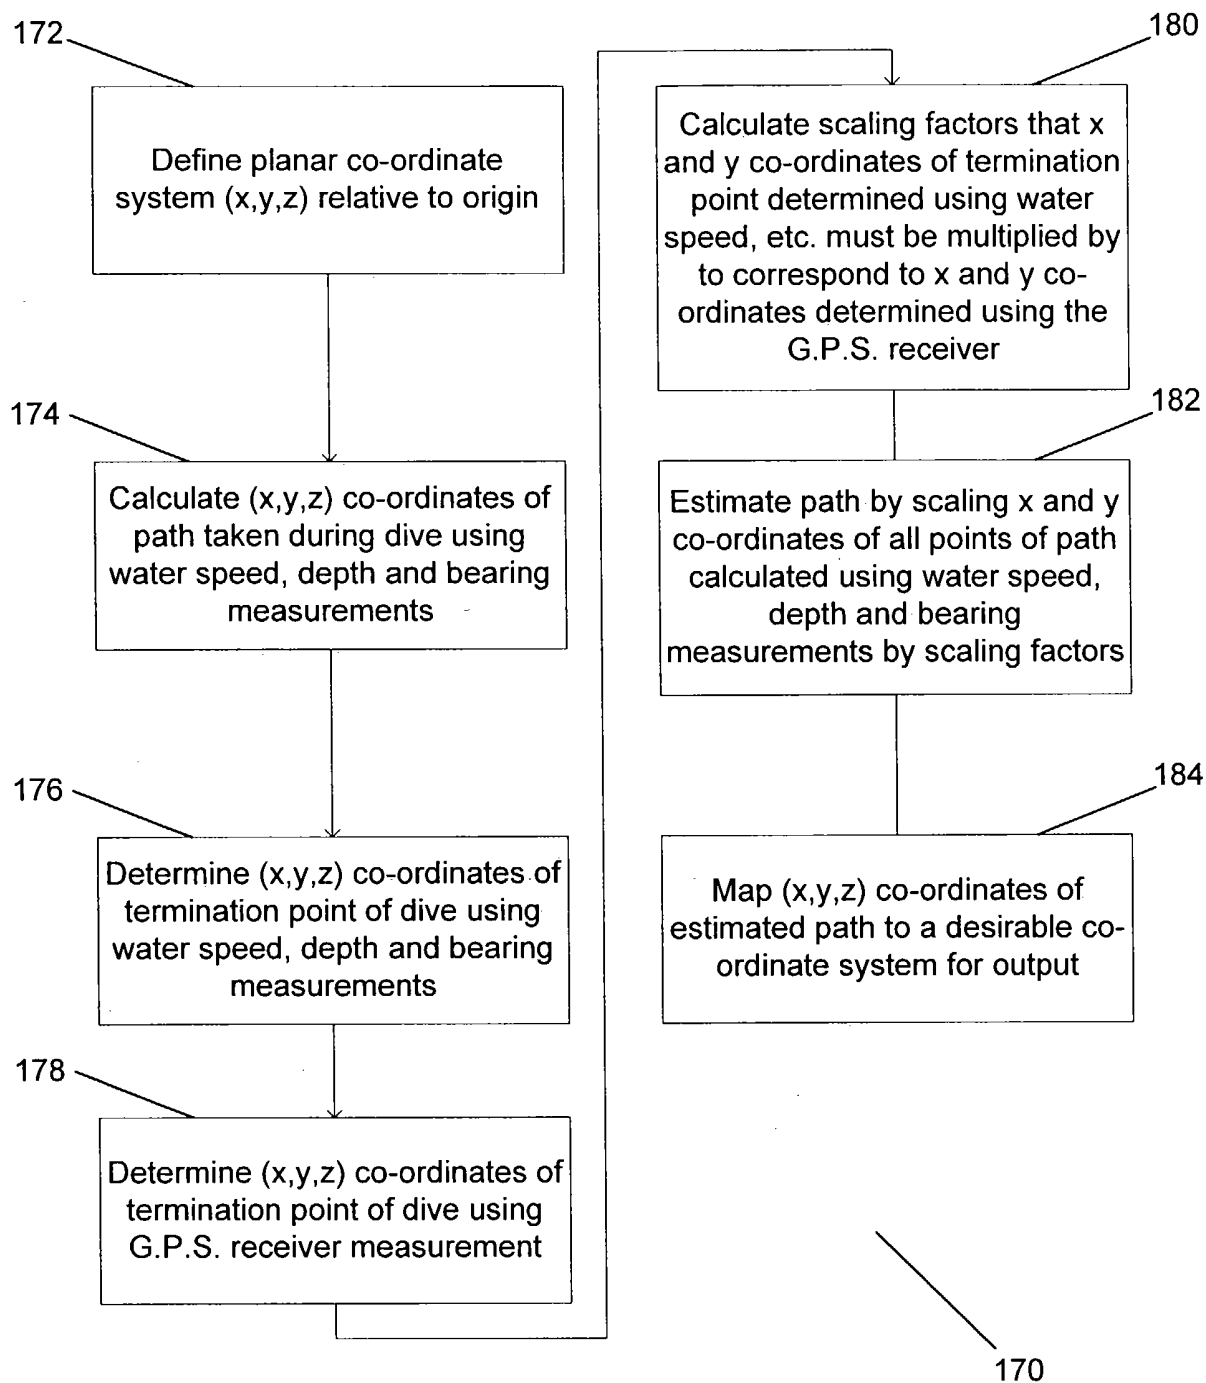 172
Define planar co-ordinate
system (x,y,z) relative to origin
174
Calculate (x,y,z) co-ordinates of
path taken during dive using
water speed, depth and bearing
measurements
176
Determine (x,y,z) co-ordinates of
termination point of dive using
water speed, depth and bearing
measurements
178
Determine (x,y,z) co-ordinates of
termination point of dive using
G.P.S. receiver measurement
180
Calculate scaling factors that x
and y co-ordinates of termination
point determined using water
speed, etc. must be multiplied by
to correspond to x and y co-
ordinates determined using the
G.P.S. receiver
182
Estimate path by scaling x and y
co-ordinates of all points of path
calculated using water speed,
depth and bearing
measurements by scaling factors
184
Map (x,y,z) co-ordinates of
estimated path to a desirable co-
ordinate system for output
170